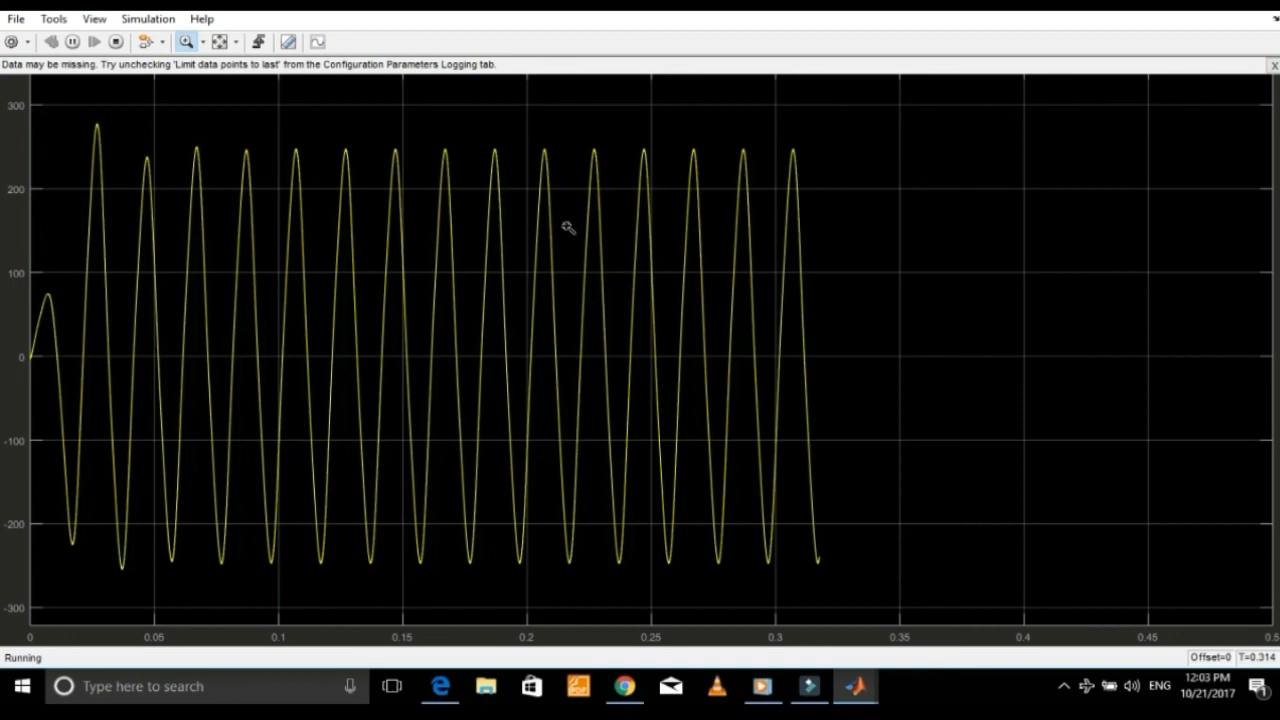 File Tools View Simulation Help
Data may be missing. Try unchecking 'Limit data points to last' from the Configuration Parameters Logging tab.
X
300
200
100
0
-100
-200
-300
0 0.05 0.1 0.15 0.2 0.25 0.3 0.35 0.4 0.45 0.5
Running Offset=0 T=0.314
Type here to search
PDF
ENG
12:03 PM
10/21/2017
1